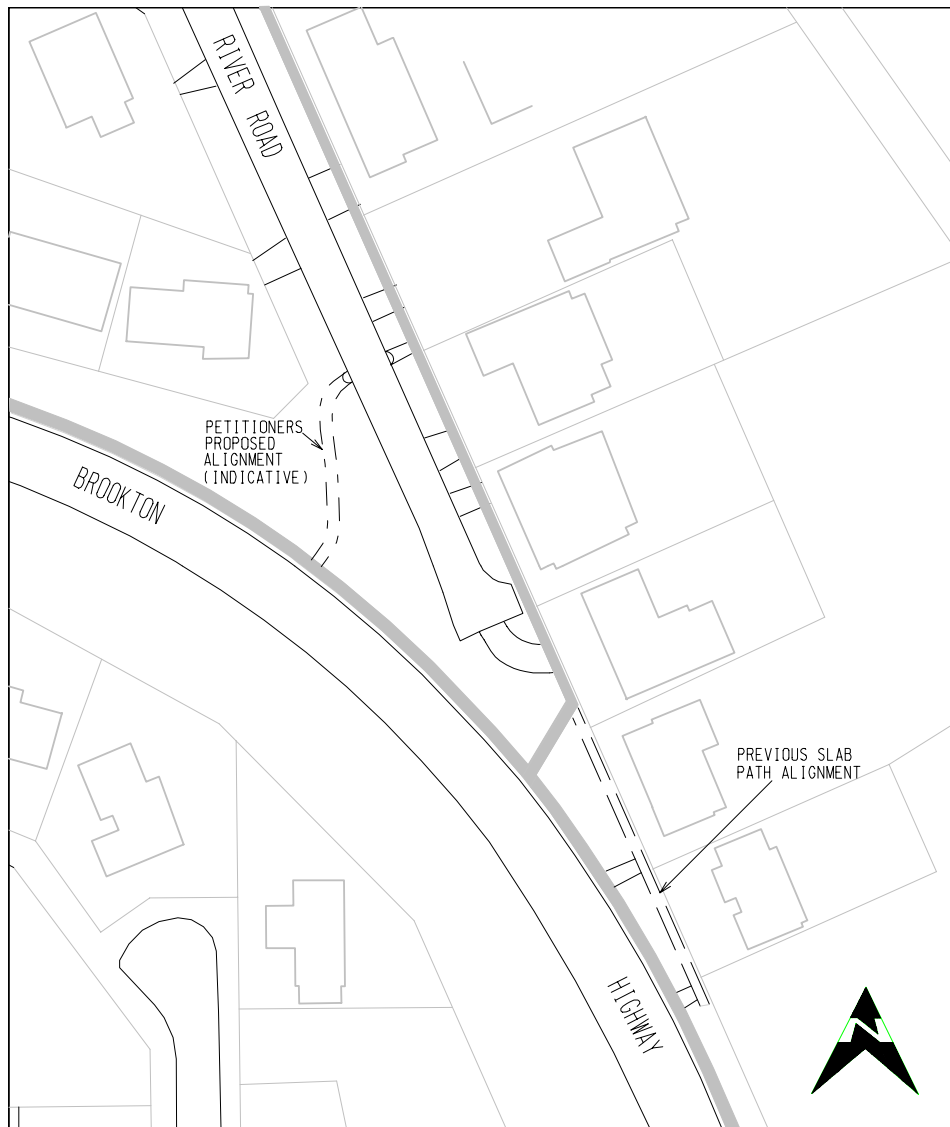 RIVER ROAD
PETITIONERS
PROPOSED
ALIGNMENT
(INDICATIVE)
BROOKTON
PREVIOUS SLAB
PATH ALIGNMENT
HIGHWAY
N